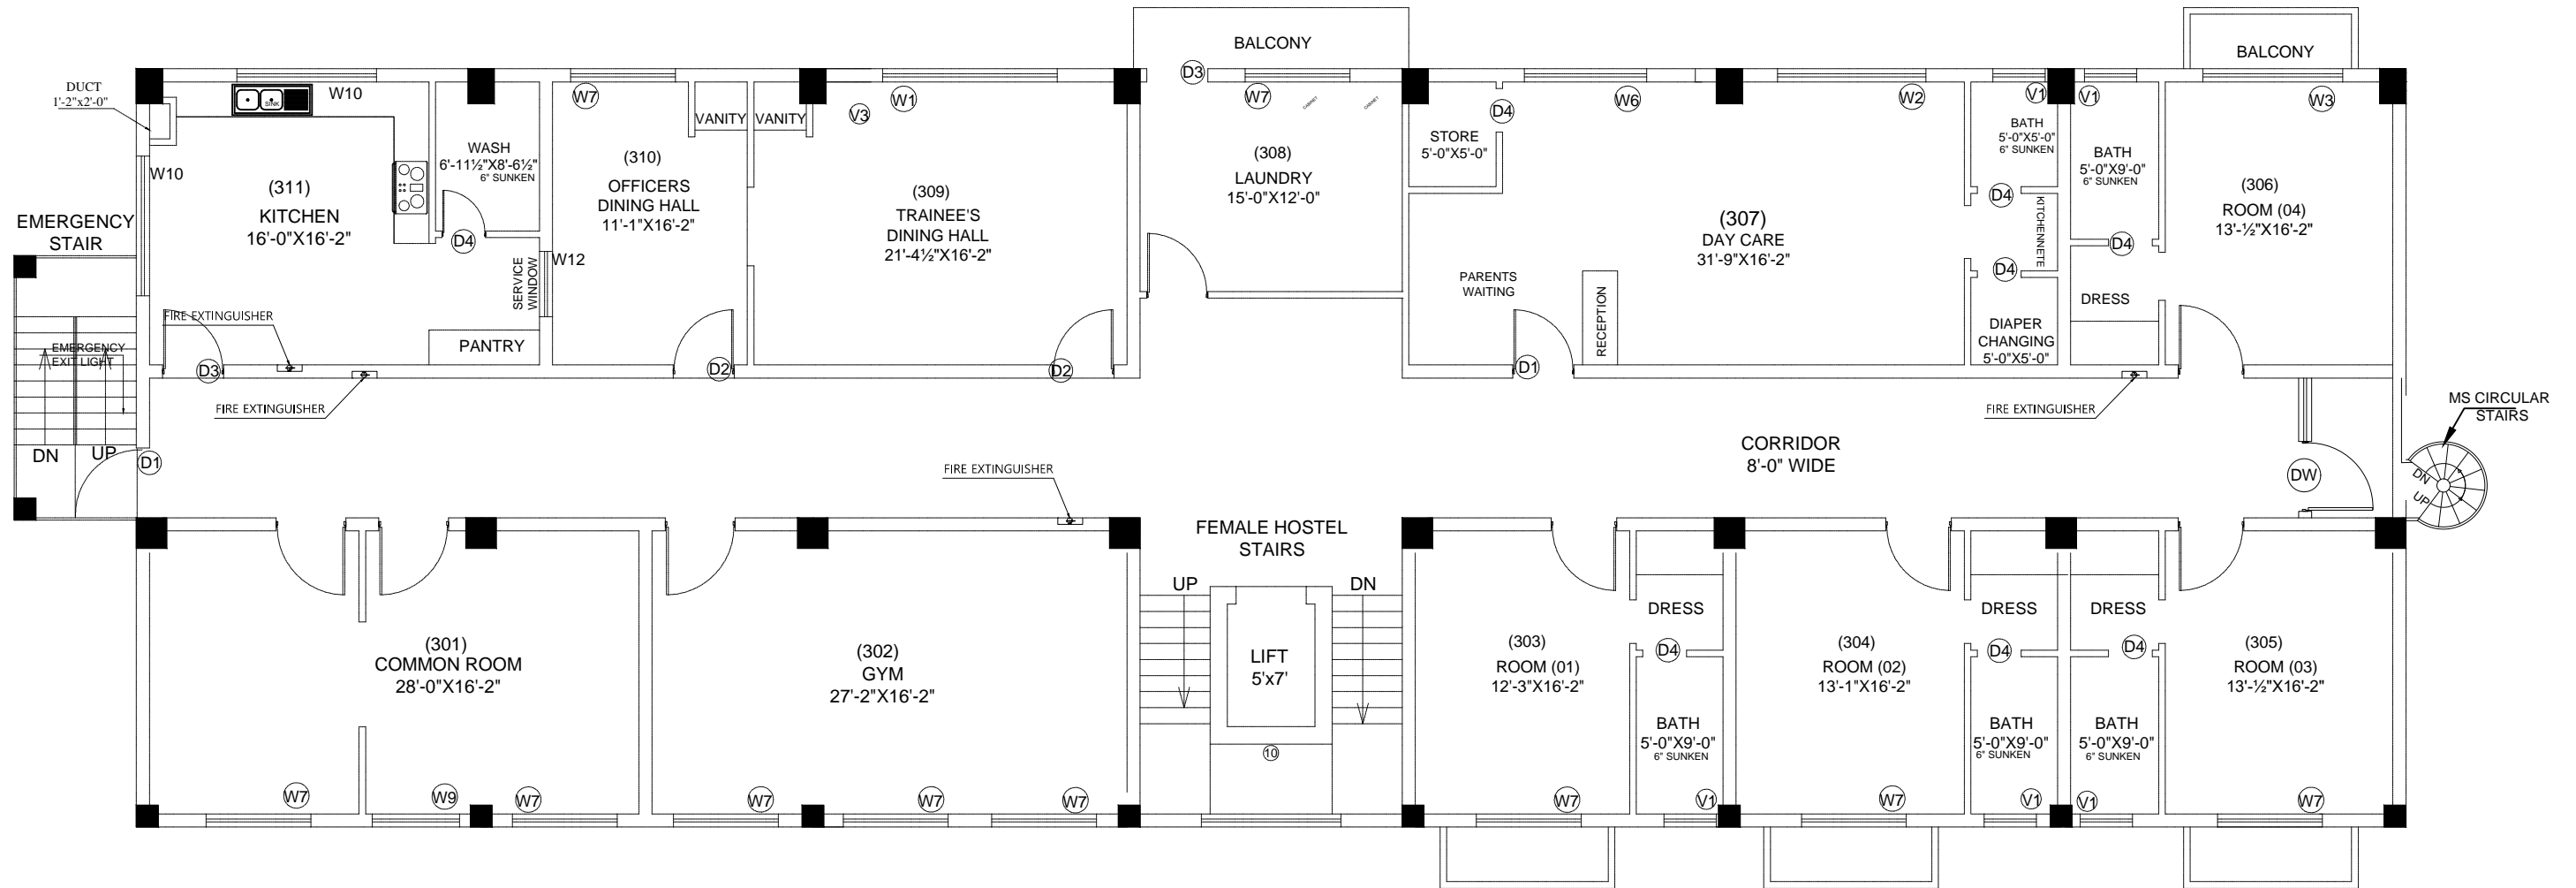 BALCONY
BALCONY
DUCT
1'-2"x2'-0"
SINK
W10
W7
VANITY
VANITY
V3
W1
D3
W7
CABINET
CABINET
D4
W6
W2
V1
V1
W3
WASH
6'-11½"X8'-6½"
6" SUNKEN
STORE
5'-0"X5'-0"
BATH
5'-0"X5'-0"
6" SUNKEN
BATH
5'-0"X9'-0"
6" SUNKEN
W10
(311)
KITCHEN
16'-0"X16'-2"
(310)
OFFICERS
DINING HALL
11'-1"X16'-2"
(309)
TRAINEE'S
DINING HALL
21'-4½"X16'-2"
(308)
LAUNDRY
15'-0"X12'-0"
(307)
DAY CARE
31'-9"X16'-2"
D4
KITCHENNETE
D4
D4
(306)
ROOM (04)
13'-½"X16'-2"
EMERGENCY
STAIR
D4
SERVICE
WINDOW
W12
PARENTS
WAITING
RECEPTION
DRESS
DIAPER
CHANGING
5'-0"X5'-0"
FIRE EXTINGUISHER
EMERGENCY
EXIT LIGHT
PANTRY
D3
D2
D2
D1
FIRE EXTINGUISHER
FIRE EXTINGUISHER
MS CIRCULAR
STAIRS
DN
UP
D1
FIRE EXTINGUISHER
CORRIDOR
8'-0" WIDE
DW
DN
UP
FEMALE HOSTEL
STAIRS
UP
DN
LIFT
5'x7'
10
(301)
COMMON ROOM
28'-0"X16'-2"
(302)
GYM
27'-2"X16'-2"
(303)
ROOM (01)
12'-3"X16'-2"
DRESS
D4
(304)
ROOM (02)
13'-1"X16'-2"
DRESS
D4
DRESS
D4
(305)
ROOM (03)
13'-½"X16'-2"
BATH
5'-0"X9'-0"
6" SUNKEN
BATH
5'-0"X9'-0"
6" SUNKEN
BATH
5'-0"X9'-0"
6" SUNKEN
W7
W9
W7
W7
W7
W7
W7
V1
W7
V1
V1
W7